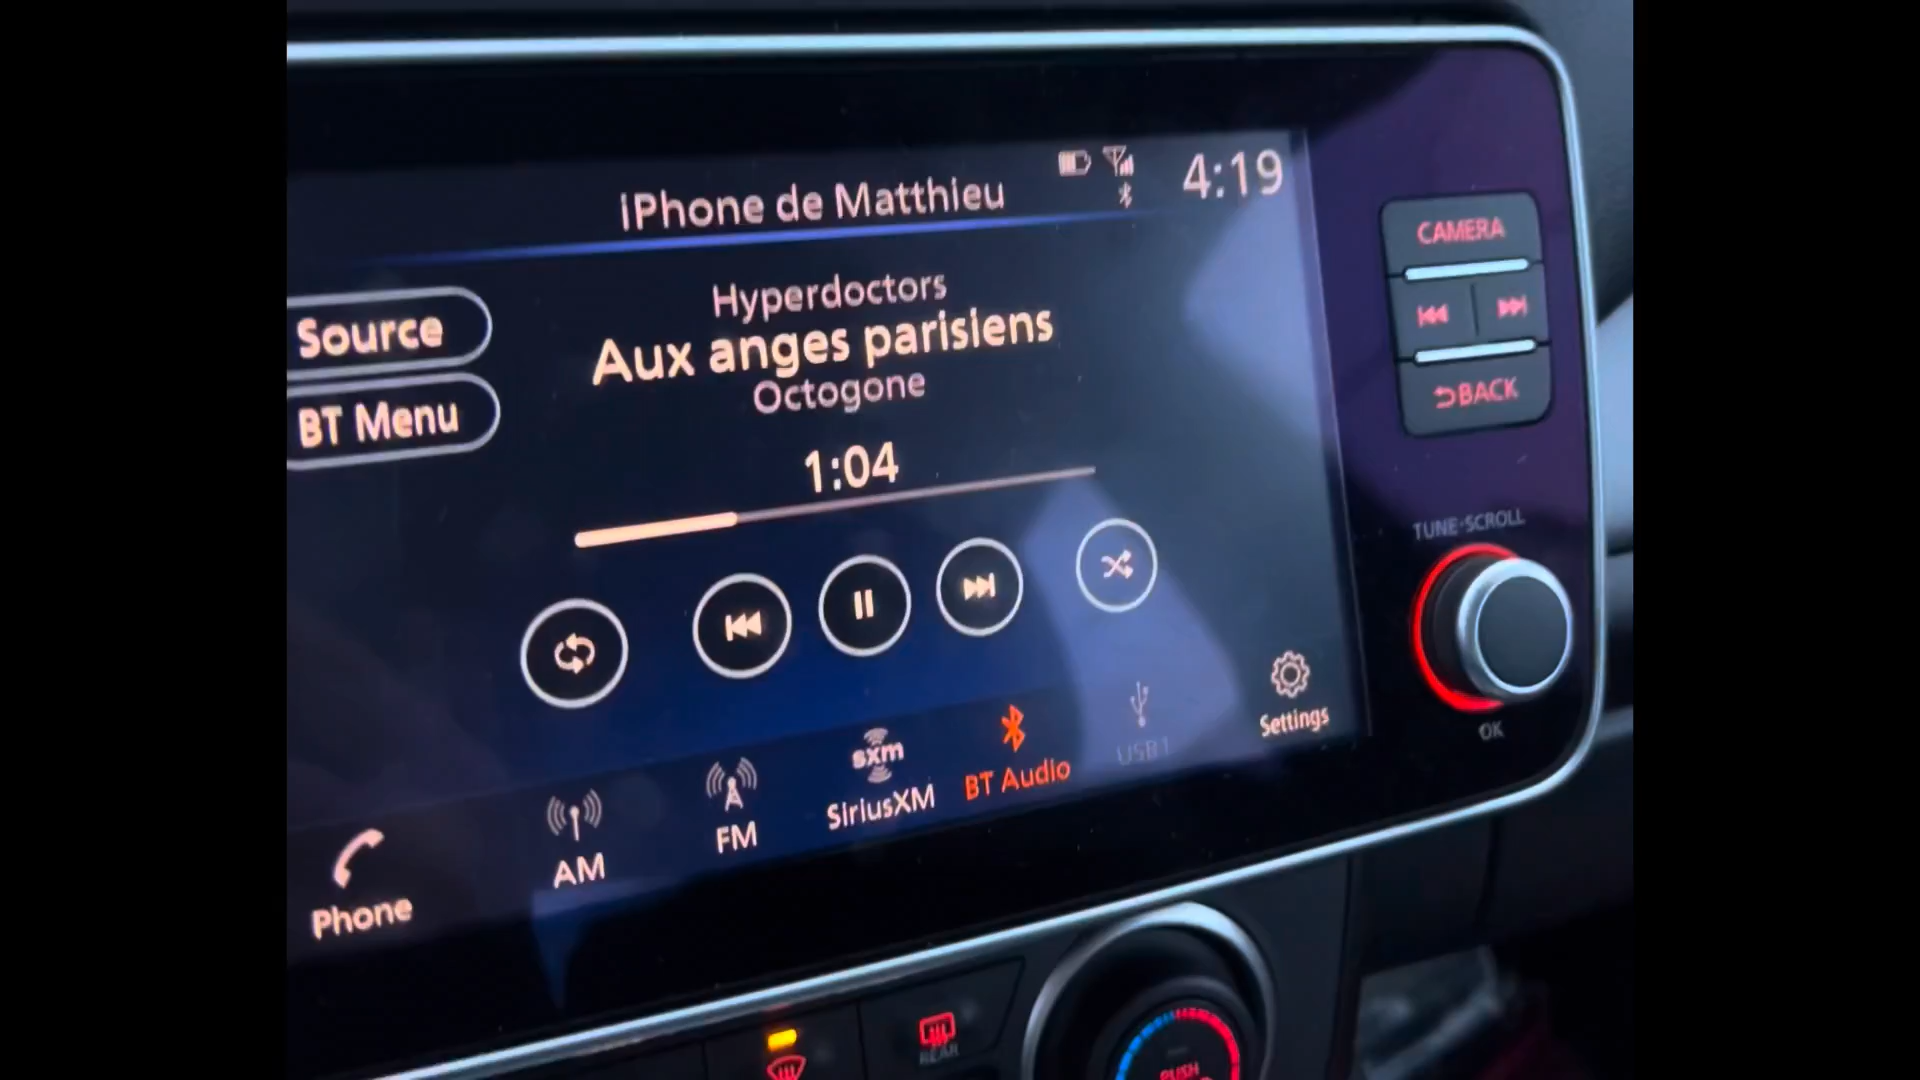 iPhone de Matthieu
4:19
CAMERA
Source
Hyperdoctors
Aux anges parisiens
Octogone
BT Menu
BACK
1:04
TUNE·SCROLL
OK
Phone
AM
FM
sxm
SiriusXM
BT Audio
USB1
Settings
REAR
PUSH